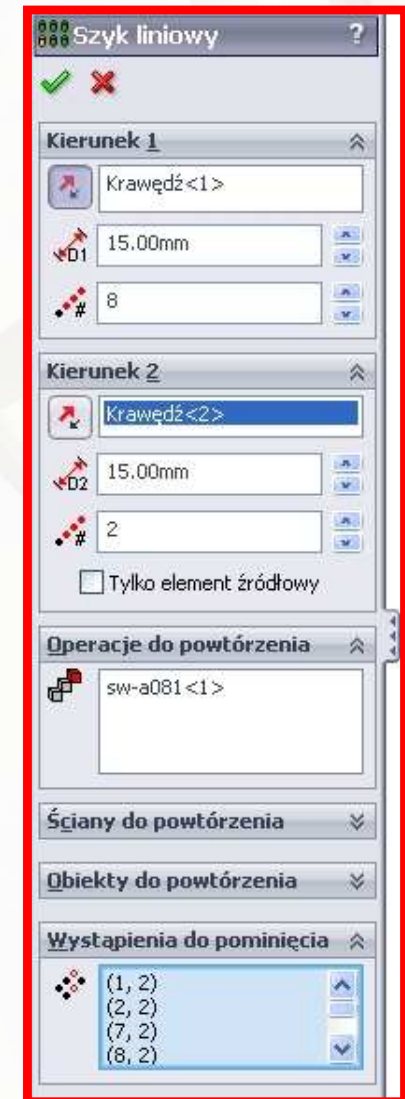 Szyk liniowy ?
Kierunek 1
Krawędź<1>
D1 15.00mm
# 8
Kierunek 2
Krawędź<2>
D2 15.00mm
# 2
Tylko element źródłowy
Operacje do powtórzenia
sw-a081<1>
Ściany do powtórzenia
Obiekty do powtórzenia
Wystąpienia do pominięcia
(1, 2)
(2, 2)
(7, 2)
(8, 2)